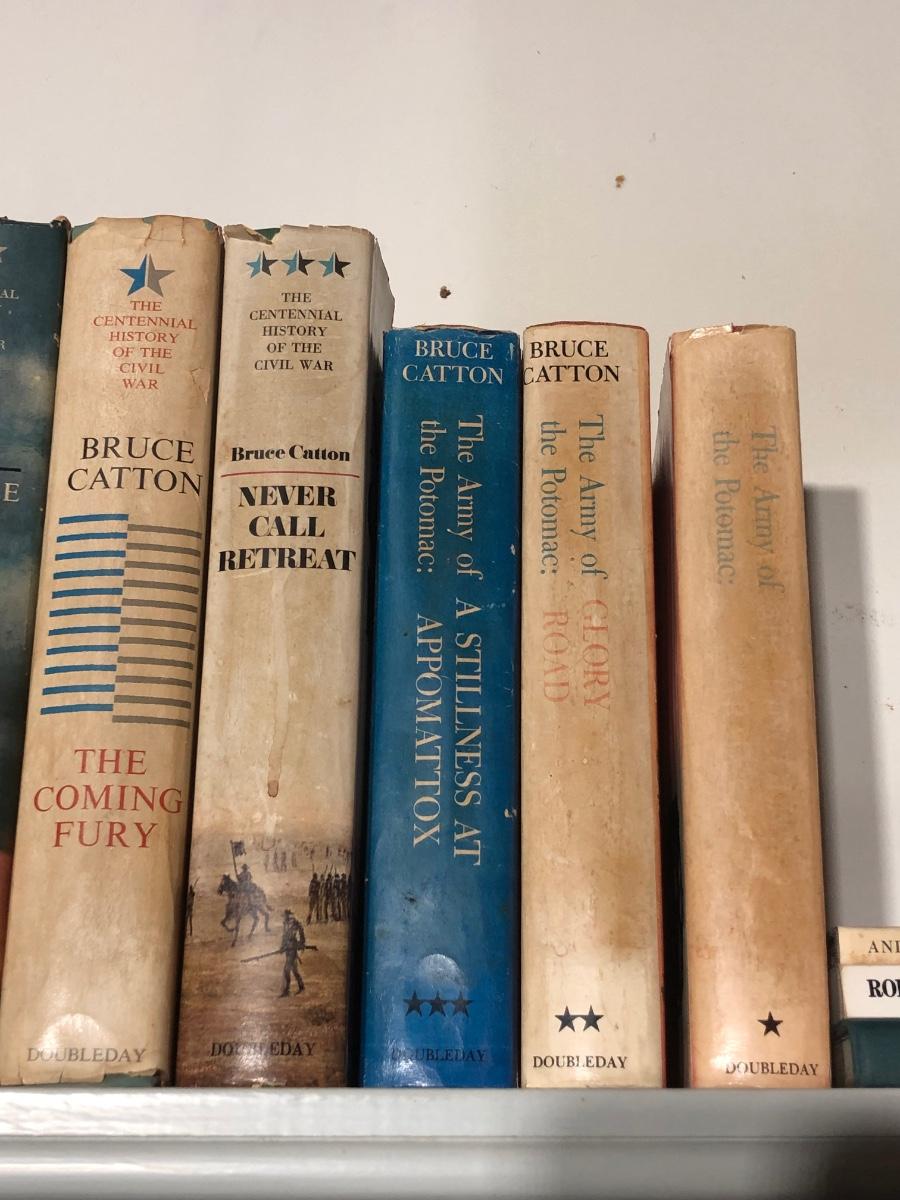 AL
R
E
THE
CENTENNIAL
HISTORY
OF THE
CIVIL
WAR
BRUCE
CATTON
THE
COMING
FURY
DOUBLEDAY
THE
CENTENNIAL
HISTORY
OF THE
CIVIL WAR
Bruce Catton
NEVER
CALL
RETREAT
DOUBLEDAY
BRUCE
CATTON
The Army of
the Potomac:
A STILLNESS AT
APPOMATTOX
DOUBLEDAY
BRUCE
CATTON
The Army of
the Potomac:
GLORY
ROAD
DOUBLEDAY
The Army of
the Potomac:
DOUBLEDAY